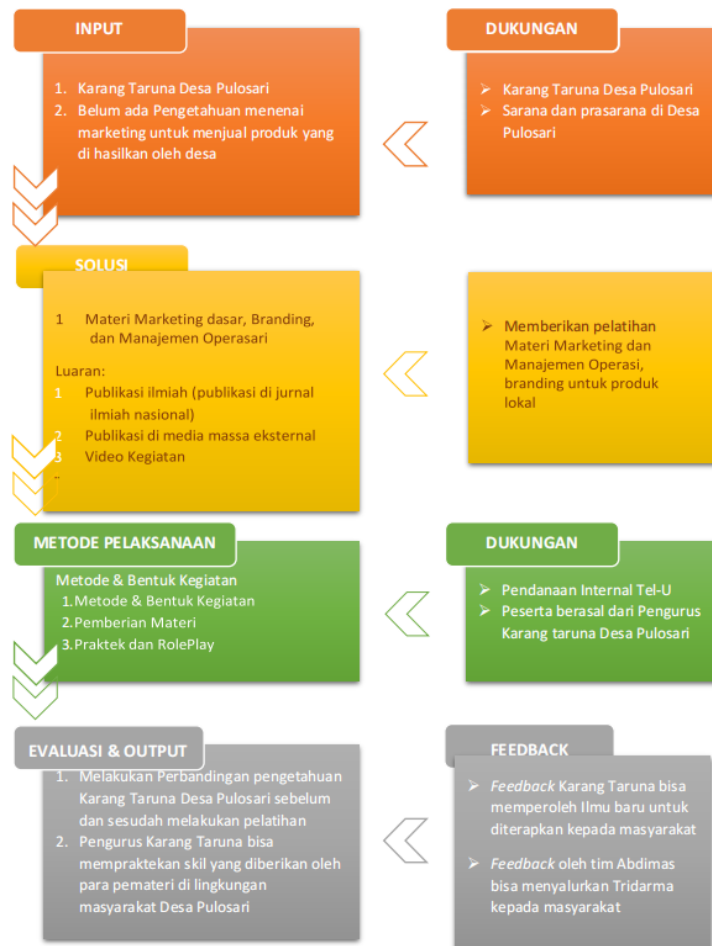 INPUT
1. Karang Taruna Desa Pulosari
2. Belum ada Pengetahuan menenai
marketing untuk menjual produk yang
di hasilkan oleh desa
DUKUNGAN
➢ Karang Taruna Desa Pulosari
➢ Sarana dan prasarana di Desa
Pulosari
SOLUSI
1 Materi Marketing dasar, Branding,
dan Manajemen Operasari
Luaran:
1 Publikasi ilmiah (publikasi di jurnal
ilmiah nasional)
2 Publikasi di media massa eksternal
3 Video Kegiatan
..
➢ Memberikan pelatihan
Materi Marketing dan
Manajemen Operasi,
branding untuk produk
lokal
METODE PELAKSANAAN
Metode & Bentuk Kegiatan
1.Metode & Bentuk Kegiatan
2.Pemberian Materi
3.Praktek dan RolePlay
DUKUNGAN
➢ Pendanaan Internal Tel-U
➢ Peserta berasal dari Pengurus
Karang taruna Desa Pulosari
EVALUASI & OUTPUT
1. Melakukan Perbandingan pengetahuan
Karang Taruna Desa Pulosari sebelum
dan sesudah melakukan pelatihan
2. Pengurus Karang Taruna bisa
mempraktekan skil yang diberikan oleh
para pemateri di lingkungan
masyarakat Desa Pulosari
FEEDBACK
➢ Feedback Karang Taruna bisa
memperoleh Ilmu baru untuk
diterapkan kepada masyarakat
➢ Feedback oleh tim Abdimas
bisa menyalurkan Tridarma
kepada masyarakat